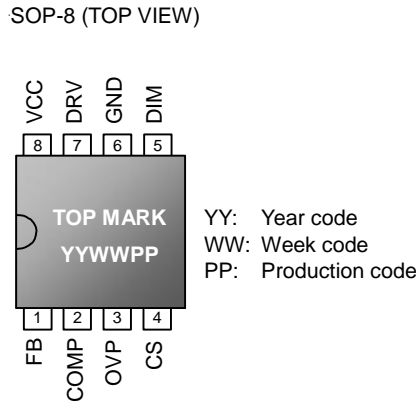 SOP-8 (TOP VIEW)
VCC DRV GND DIM
8 7 6 5
TOP MARK
YYWWPP
YY: Year code
WW: Week code
PP: Production code
1 2 3 4
FB COMP OVP CS